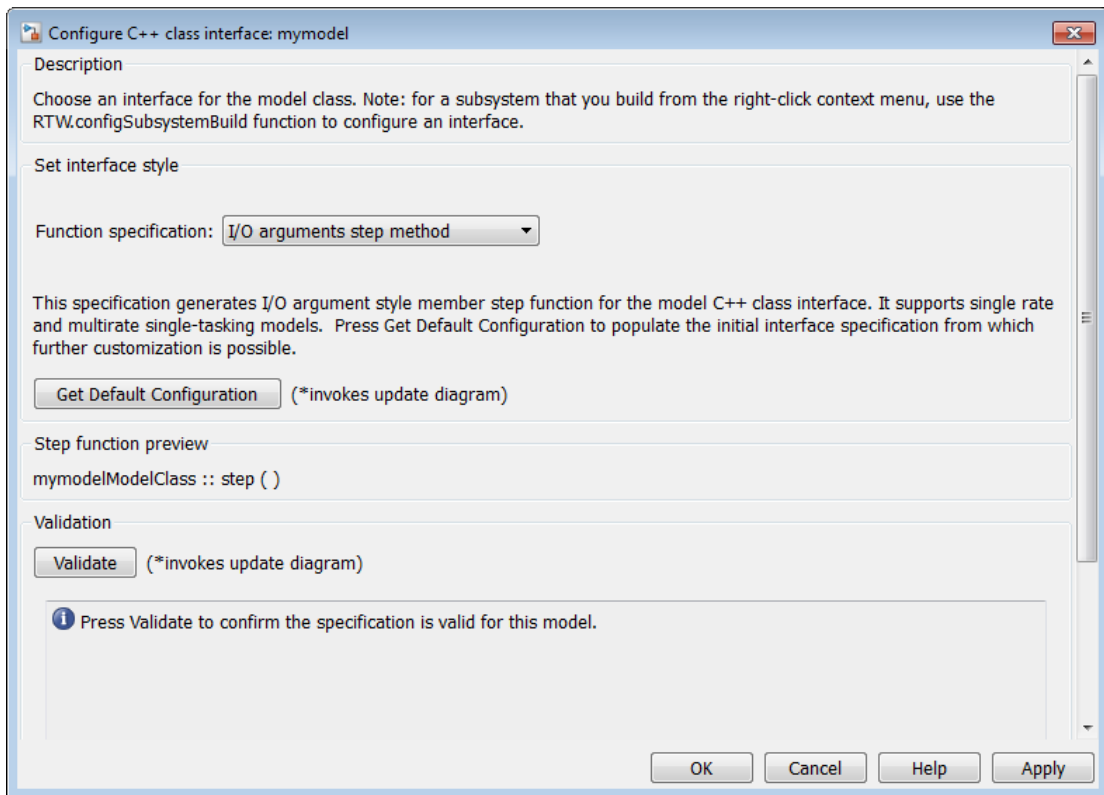 Configure C++ class interface: mymodel
Description
Choose an interface for the model class. Note: for a subsystem that you build from the right-click context menu, use the
RTW.configSubsystemBuild function to configure an interface.
Set interface style
Function specification: I/O arguments step method
This specification generates I/O argument style member step function for the model C++ class interface. It supports single rate
and multirate single-tasking models.  Press Get Default Configuration to populate the initial interface specification from which
further customization is possible.
Get Default Configuration (*invokes update diagram)
Step function preview
mymodelModelClass :: step ( )
Validation
Validate (*invokes update diagram)
Press Validate to confirm the specification is valid for this model.
OK Cancel Help Apply